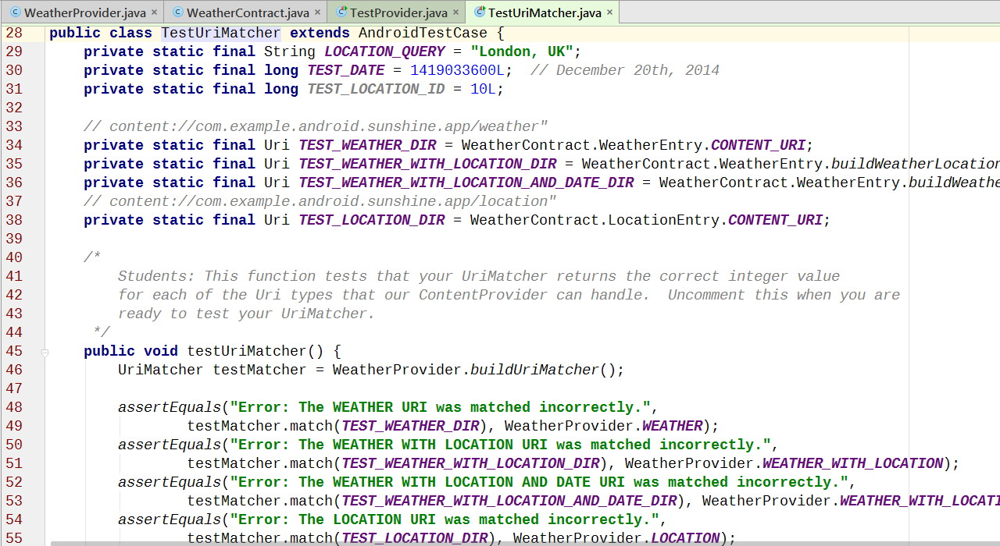 WeatherProvider.java × WeatherContract.java × TestProvider.java × TestUriMatcher.java ×
28 public class TestUriMatcher extends AndroidTestCase {
29 private static final String LOCATION_QUERY = "London, UK";
30 private static final long TEST_DATE = 1419033600L; // December 20th, 2014
31 private static final long TEST_LOCATION_ID = 10L;
32
33 // content://com.example.android.sunshine.app/weather"
34 private static final Uri TEST_WEATHER_DIR = WeatherContract.WeatherEntry.CONTENT_URI;
35 private static final Uri TEST_WEATHER_WITH_LOCATION_DIR = WeatherContract.WeatherEntry.buildWeatherLocation
36 private static final Uri TEST_WEATHER_WITH_LOCATION_AND_DATE_DIR = WeatherContract.WeatherEntry.buildWeathe
37 // content://com.example.android.sunshine.app/location"
38 private static final Uri TEST_LOCATION_DIR = WeatherContract.LocationEntry.CONTENT_URI;
39
40 /*
41 Students: This function tests that your UriMatcher returns the correct integer value
42 for each of the Uri types that our ContentProvider can handle.  Uncomment this when you are
43 ready to test your UriMatcher.
44 */
45 public void testUriMatcher() {
46 UriMatcher testMatcher = WeatherProvider.buildUriMatcher();
47
48 assertEquals("Error: The WEATHER URI was matched incorrectly.",
49 testMatcher.match(TEST_WEATHER_DIR), WeatherProvider.WEATHER);
50 assertEquals("Error: The WEATHER WITH LOCATION URI was matched incorrectly.",
51 testMatcher.match(TEST_WEATHER_WITH_LOCATION_DIR), WeatherProvider.WEATHER_WITH_LOCATION);
52 assertEquals("Error: The WEATHER WITH LOCATION AND DATE URI was matched incorrectly.",
53 testMatcher.match(TEST_WEATHER_WITH_LOCATION_AND_DATE_DIR), WeatherProvider.WEATHER_WITH_LOCATI
54 assertEquals("Error: The LOCATION URI was matched incorrectly.",
55 testMatcher.match(TEST_LOCATION_DIR), WeatherProvider.LOCATION);